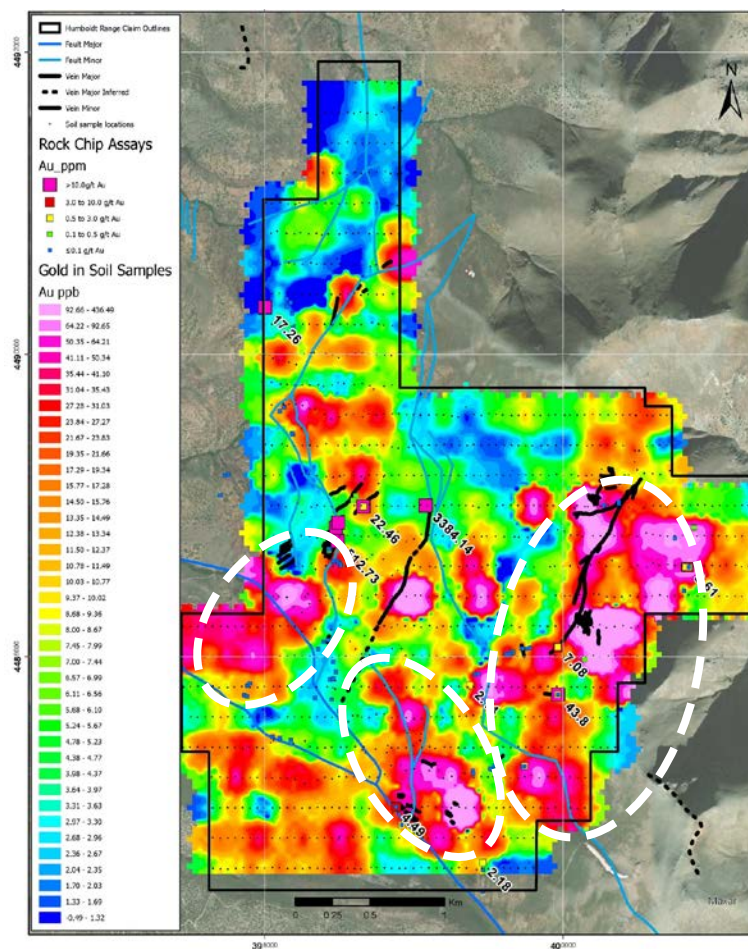 Humboldt Range Claim Outlines
Fault Major
Fault Minor
Vein Major
Vein Major Inferred
Vein Minor
Soil sample locations
Rock Chip Assays
Au_ppm
>10.0g/t Au
3.0 to 10.0 g/t Au
0.5 to 3.0 g/t Au
0.1 to 0.5 g/t Au
≤0.1 g/t Au
Gold in Soil Samples
Au ppb
92.66 - 436.49
64.22 - 92.65
50.35 - 64.21
41.11 - 50.34
35.44 - 41.10
31.04 - 35.43
27.28 - 31.03
23.84 - 27.27
21.67 - 23.83
19.35 - 21.66
17.29 - 19.34
15.77 - 17.28
14.50 - 15.76
13.35 - 14.49
12.38 - 13.34
11.50 - 12.37
10.78 - 11.49
10.03 - 10.77
9.37 - 10.02
8.68 - 9.36
8.00 - 8.67
7.45 - 7.99
7.00 - 7.44
6.57 - 6.99
6.11 - 6.56
5.68 - 6.10
5.24 - 5.67
4.78 - 5.23
4.38 - 4.77
3.98 - 4.37
3.64 - 3.97
3.31 - 3.63
2.97 - 3.30
2.68 - 2.96
2.36 - 2.67
2.04 - 2.35
1.70 - 2.03
1.33 - 1.69
-0.49 - 1.32
N
17.26
22.46
3384.14
7.08
43.8
4.49
2.18
0
0.25
0.5
1
Km